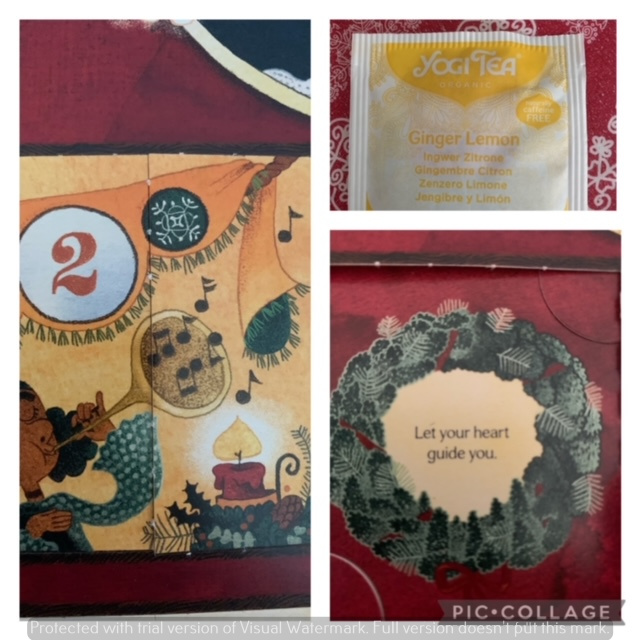 2
YOGI TEA
ORGANIC
FREE
Ginger Lemon
Ingwer Zitrone
Gingembre Citron
Zenzero Limone
Jengibre y Limón
Let your heart
guide you.
PIC•COLLAGE
Protected with trial version of Visual Watermark. Full version doesn't put this mark.